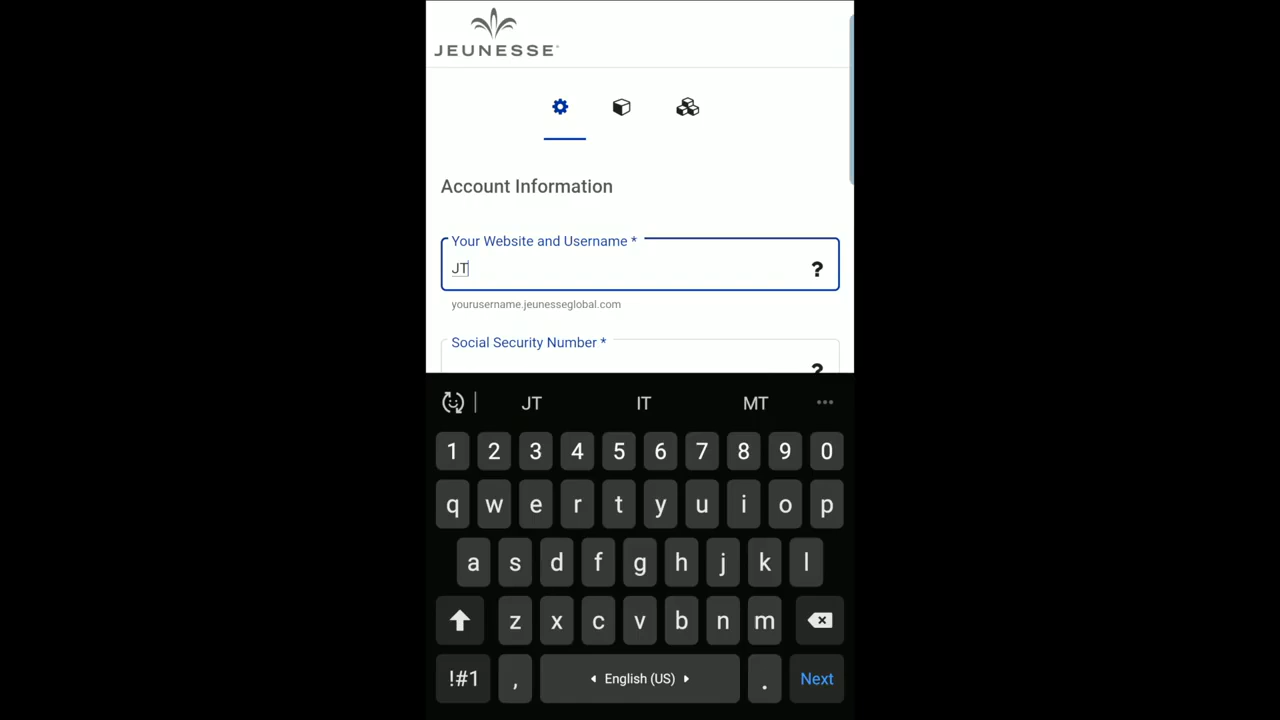 JEUNESSE
Account Information
Your Website and Username *
JT
?
yourusername.jeunesseglobal.com
Social Security Number *
?
JT IT MT ...
1 2 3 4 5 6 7 8 9 0
q w e r t y u i o p
a s d f g h j k l
z x c v b n m
!#1 , English (US) . Next